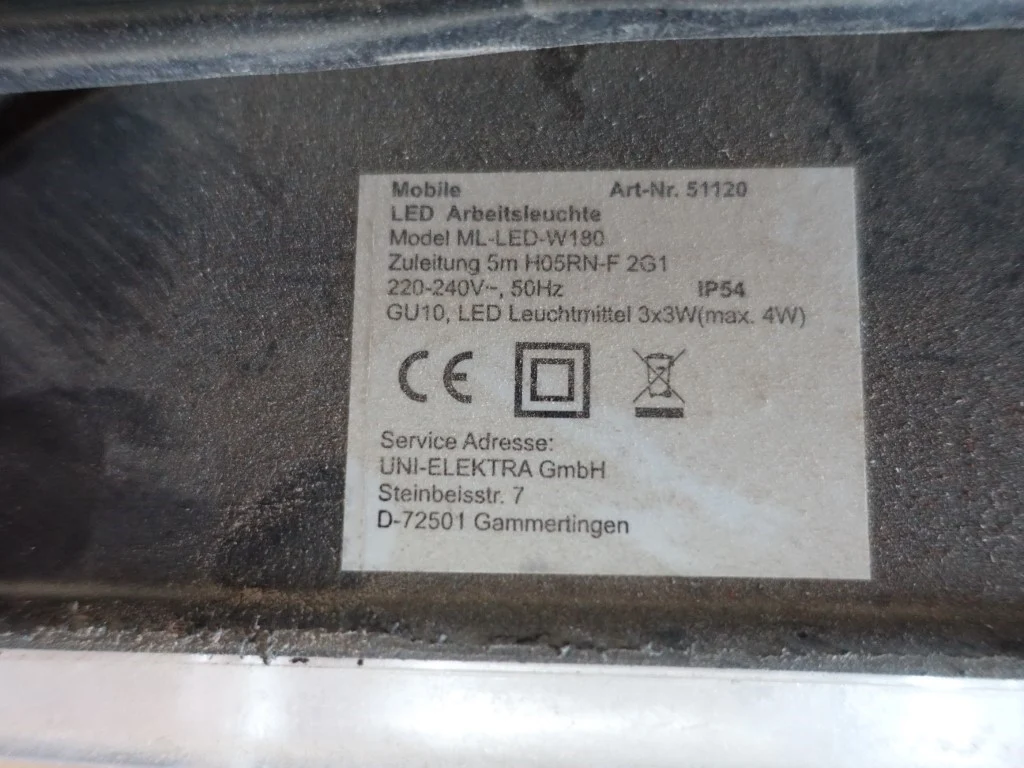 Mobile Art-Nr. 51120
LED Arbeitsleuchte
Model ML-LED-W180
Zuleitung 5m H05RN-F 2G1
220-240V~, 50Hz IP54
GU10, LED Leuchtmittel 3x3W(max. 4W)
CE
Service Adresse:
UNI-ELEKTRA GmbH
Steinbeisstr. 7
D-72501 Gammertingen